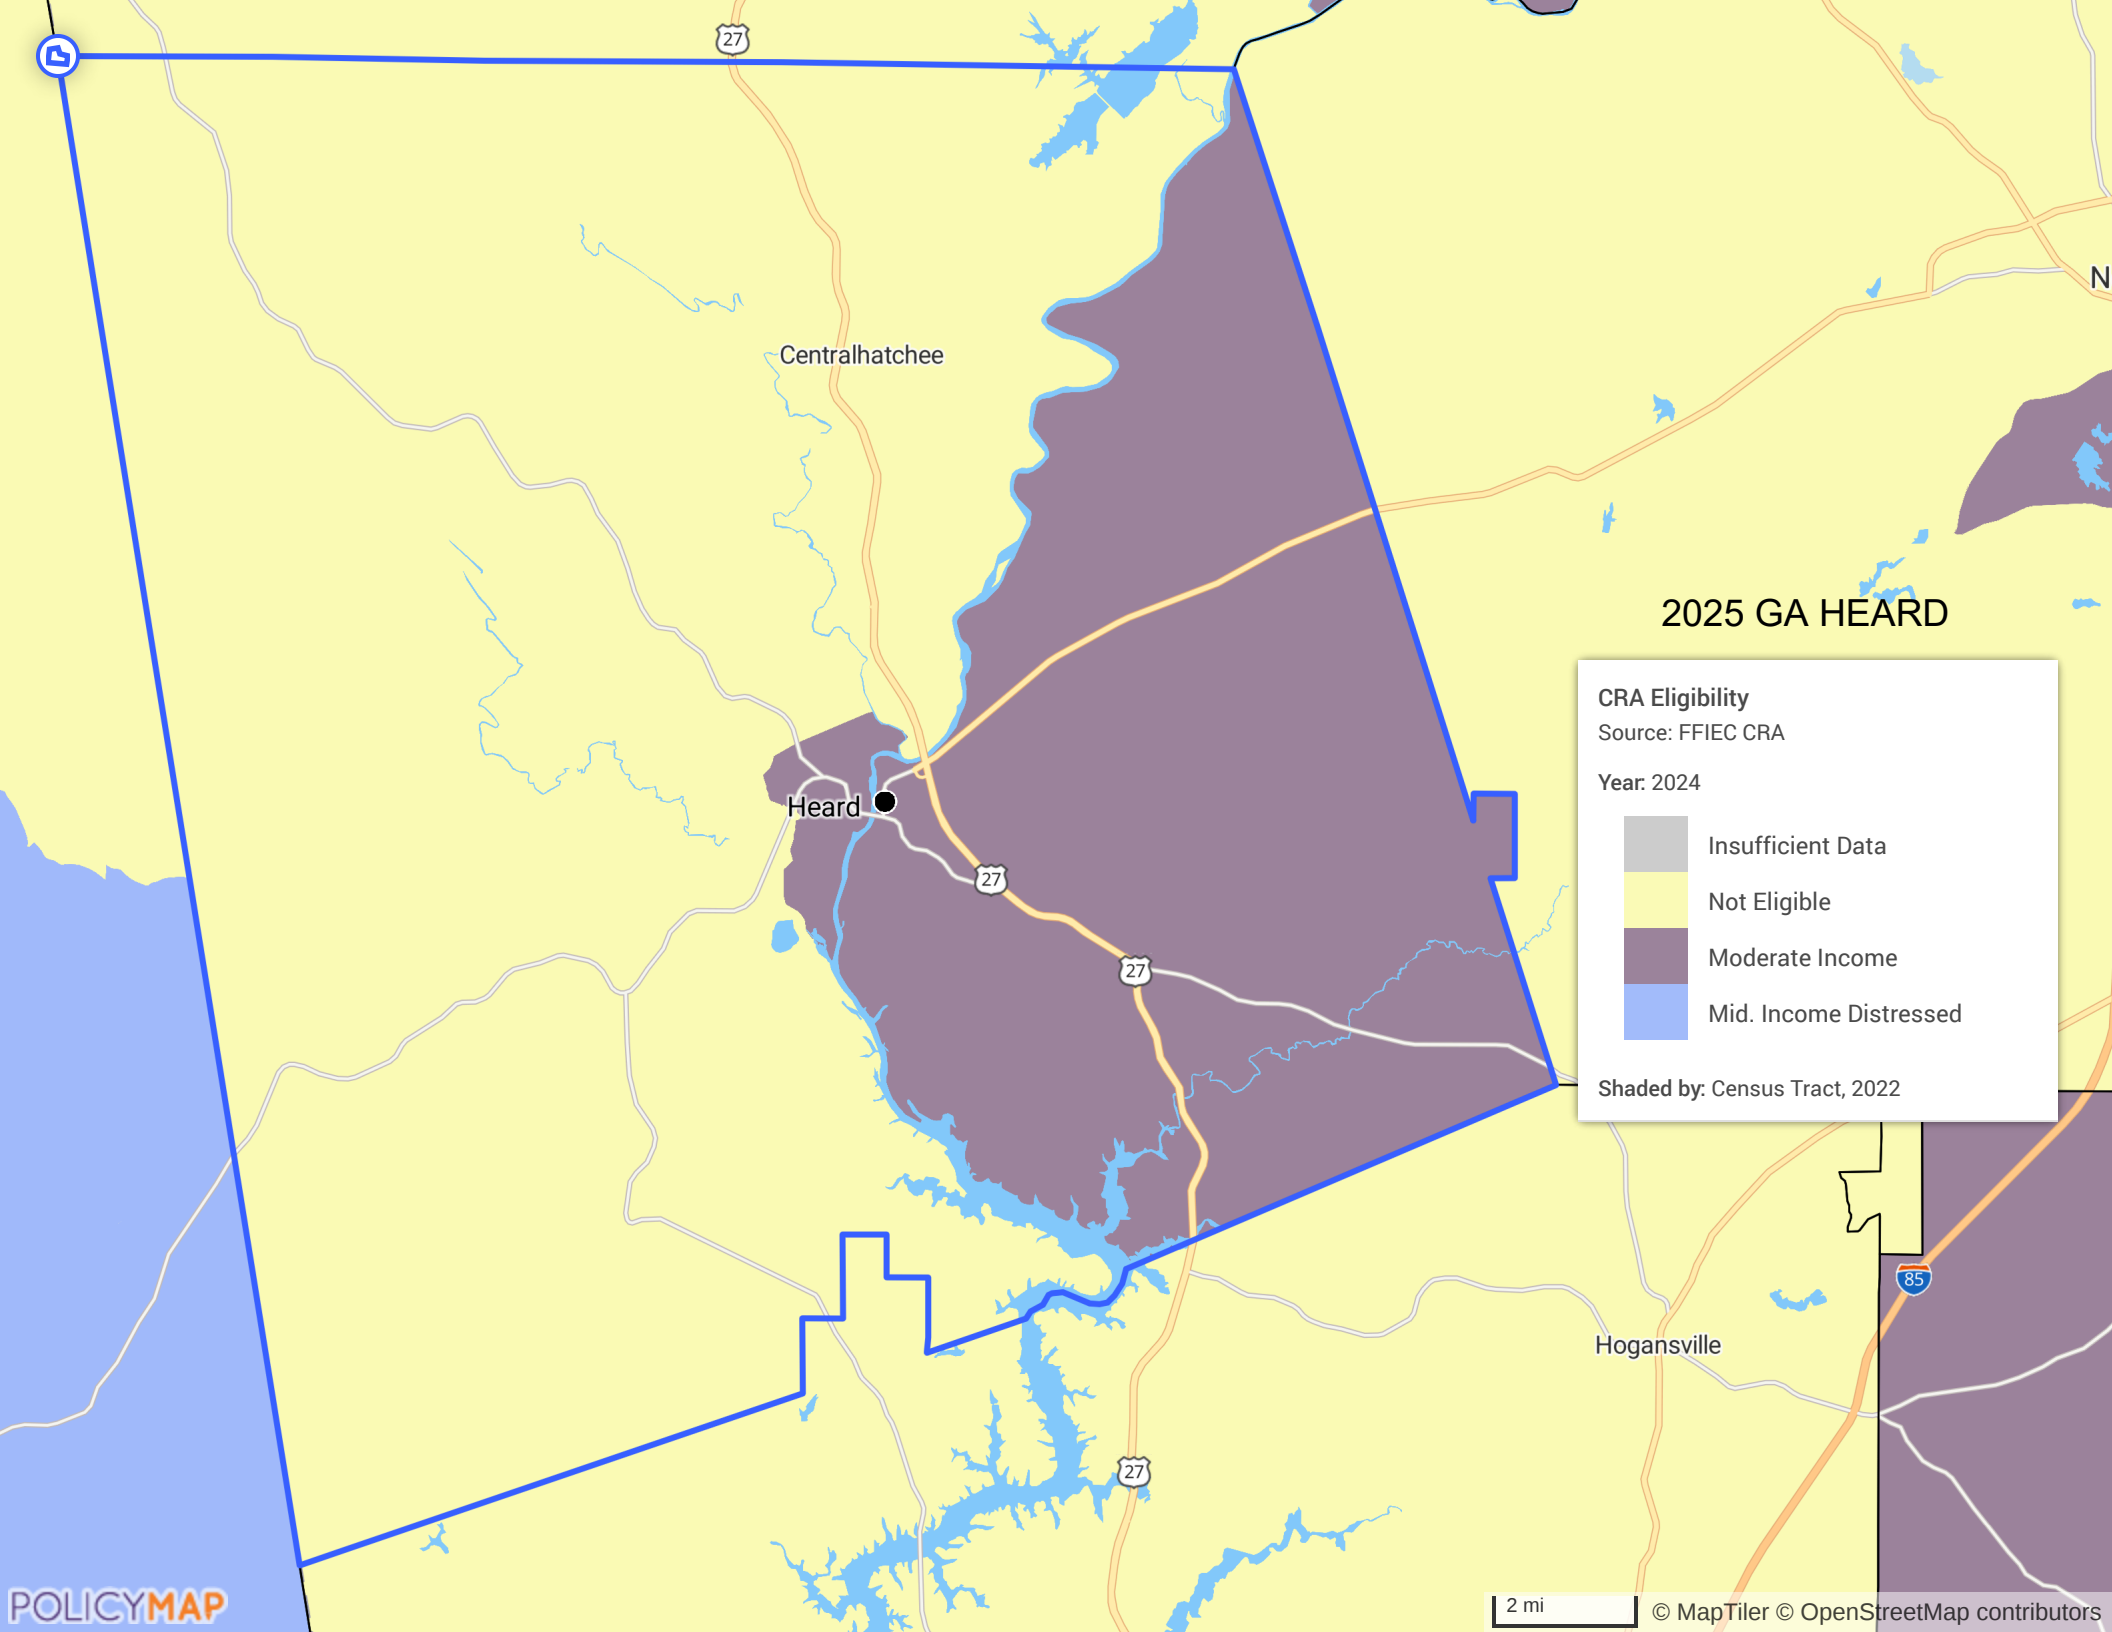 27
N
Centralhatchee
2025 GA HEARD
CRA Eligibility
Source: FFIEC CRA
Year: 2024
Heard
Insufficient Data
27
Not Eligible
Moderate Income
27
Mid. Income Distressed
Shaded by: Census Tract, 2022
85
Hogansville
27
POLICYMAP
2 mi
© MapTiler © OpenStreetMap contributors